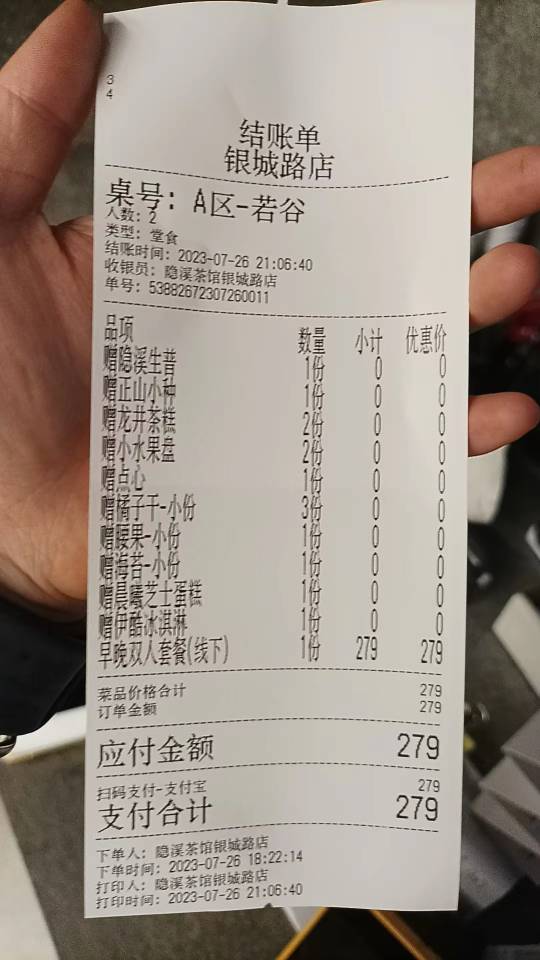 3
4
结账单
银城路店
桌号: A区-若谷
人数: 2
类型: 堂食
结账时间: 2023-07-26 21:06:40
收银员: 隐溪茶馆银城路店
单号: 53882672307260011
品项 数量 小计 优惠价
赠隐溪生普 1份 0 0
赠正山小种 1份 0 0
赠龙井茶糕 2份 0 0
赠小水果盘 2份 0 0
赠点心 1份 0 0
赠橘子干-小份 3份 0 0
赠腰果-小份 1份 0 0
赠海苔-小份 1份 0 0
赠晨曦芝士蛋糕 1份 0 0
赠伊酷冰淇淋 1份 0 0
早晚双人套餐(线下) 1份 279 279
菜品价格合计 279
订单金额 279
应付金额 279
扫码支付-支付宝 279
支付合计 279
下单人: 隐溪茶馆银城路店
下单时间: 2023-07-26 18:22:14
打印人: 隐溪茶馆银城路店
打印时间: 2023-07-26 21:06:40